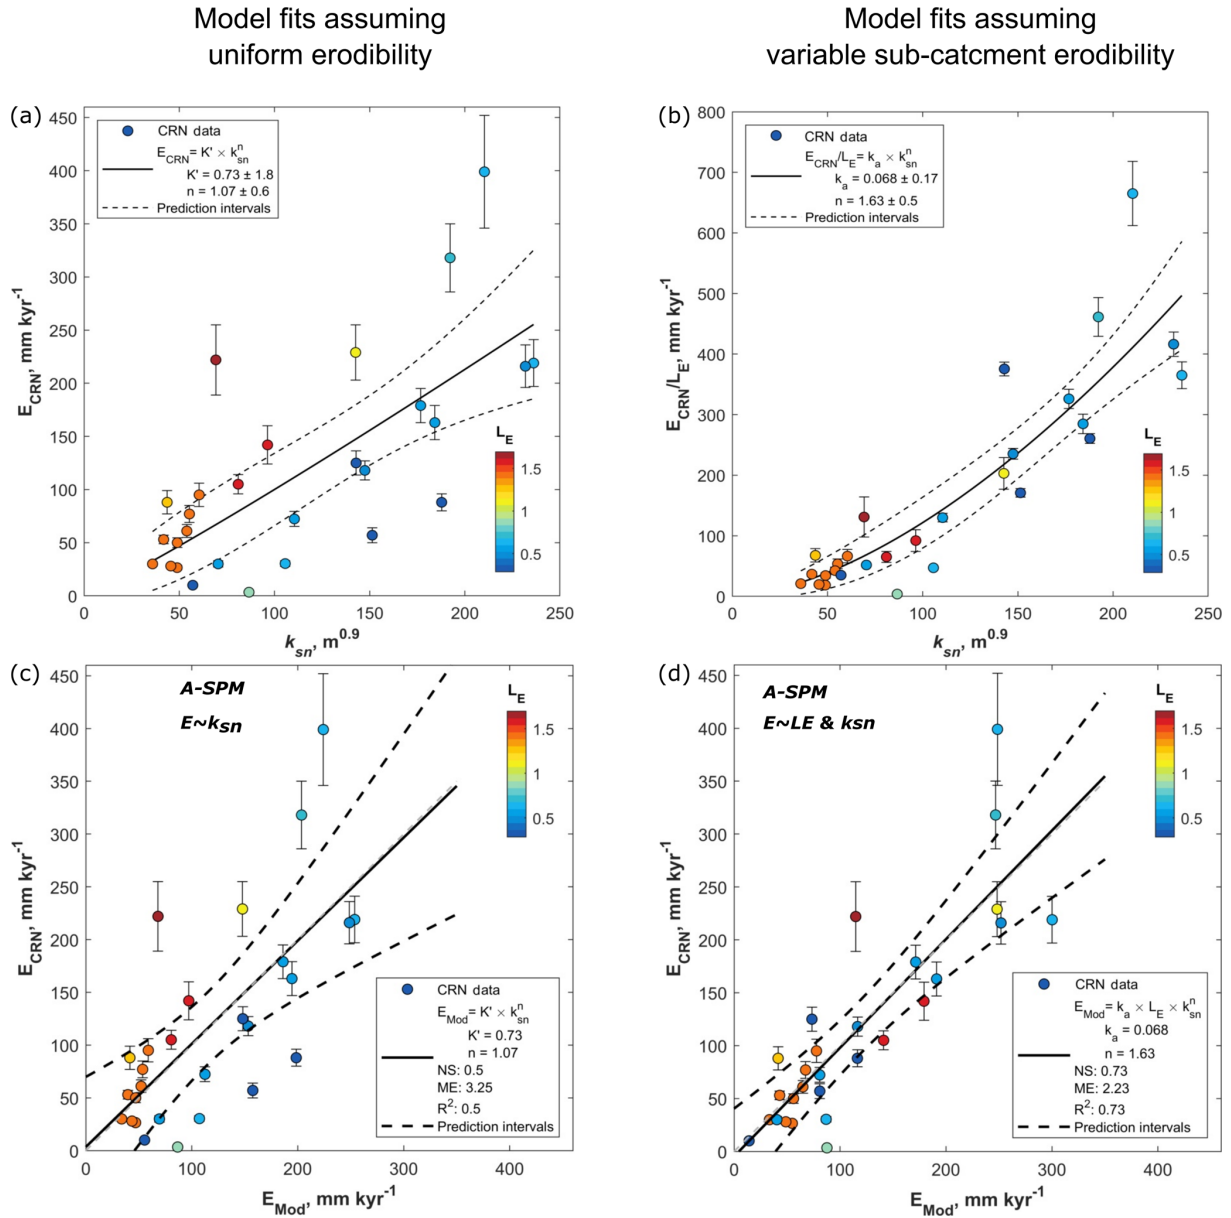 Model fits assuming
uniform erodibility
Model fits assuming
variable sub-catcment erodibility
(a)
450
400
350
300
250
200
150
100
50
0
E_CRN, mm kyr^-1
0 50 100 150 200 250
k_sn, m^0.9
CRN data
E_CRN= K' × k_sn^n
K' = 0.73 ± 1.8
n = 1.07 ± 0.6
Prediction intervals
L_E
1.5
1
0.5
(b)
800
700
600
500
400
300
200
100
0
E_CRN/L_E, mm kyr^-1
0 50 100 150 200 250
k_sn, m^0.9
CRN data
E_CRN/L_E= k_a × k_sn^n
k_a = 0.068 ± 0.17
n = 1.63 ± 0.5
Prediction intervals
L_E
1.5
1
0.5
(c)
450
400
350
300
250
200
150
100
50
0
E_CRN, mm kyr^-1
0 100 200 300 400
E_Mod, mm kyr^-1
A-SPM
E~k_sn
L_E
1.5
1
0.5
CRN data
E_Mod= K' × k_sn^n
K' = 0.73
n = 1.07
NS: 0.5
ME: 3.25
R^2: 0.5
Prediction intervals
(d)
450
400
350
300
250
200
150
100
50
0
E_CRN, mm kyr^-1
0 100 200 300 400
E_Mod, mm kyr^-1
A-SPM
E~LE & ksn
L_E
1.5
1
0.5
CRN data
E_Mod= k_a × L_E × k_sn^n
k_a = 0.068
n = 1.63
NS: 0.73
ME: 2.23
R^2: 0.73
Prediction intervals